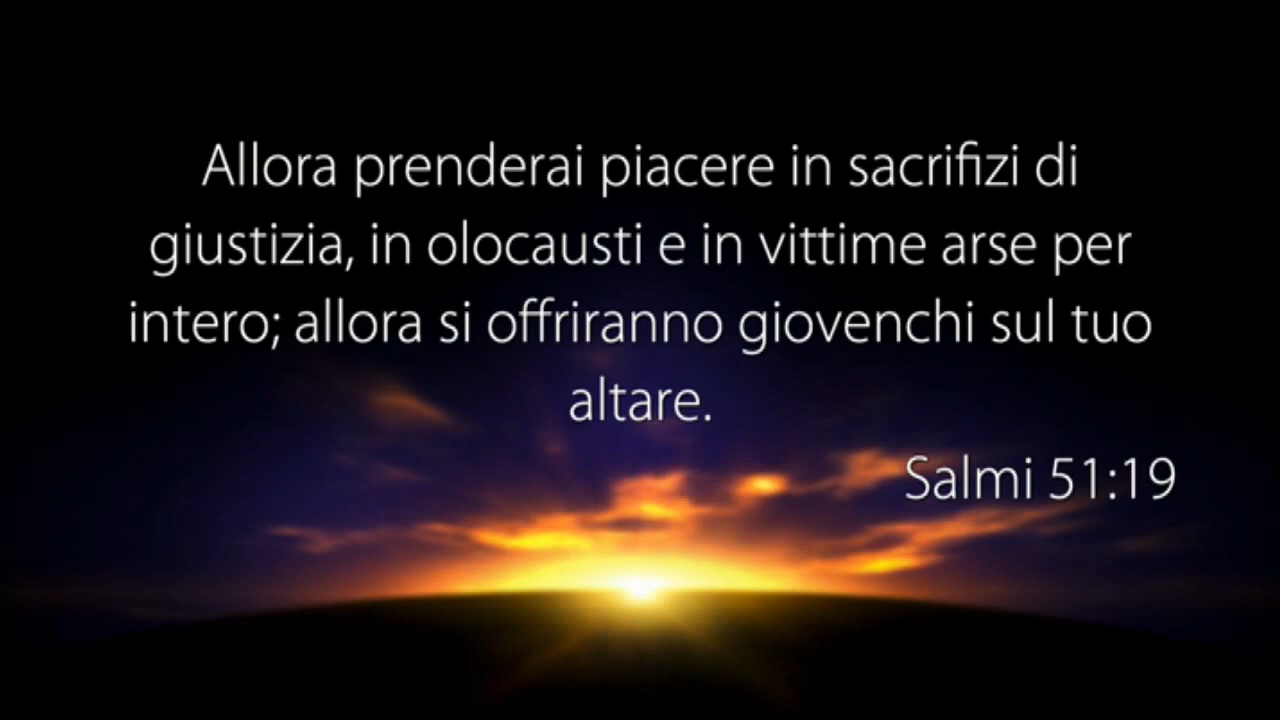 Allora prenderai piacere in sacrifizi di
giustizia, in olocausti e in vittime arse per
intero; allora si offriranno giovenchi sul tuo
altare.
Salmi 51:19